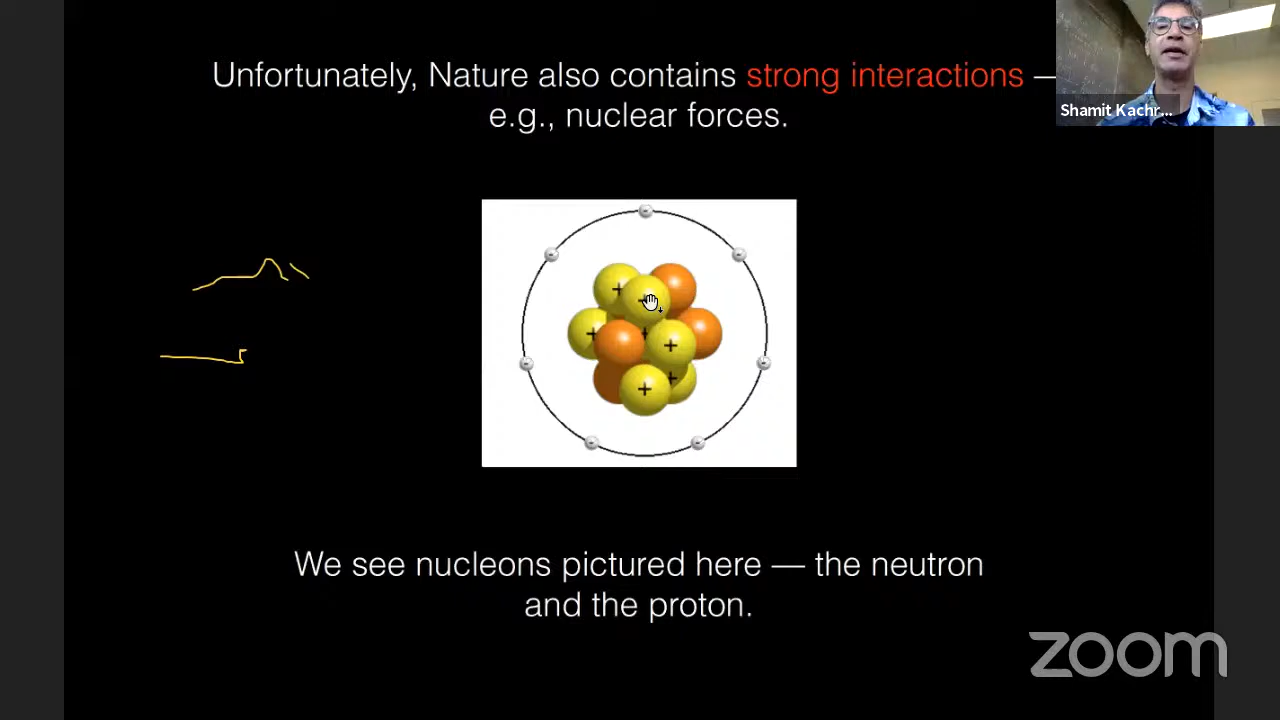 Unfortunately, Nature also contains strong interactions —
e.g., nuclear forces.
Shamit Kachr...
+
+
+
+
+
+
+
We see nucleons pictured here — the neutron
and the proton.
zoom